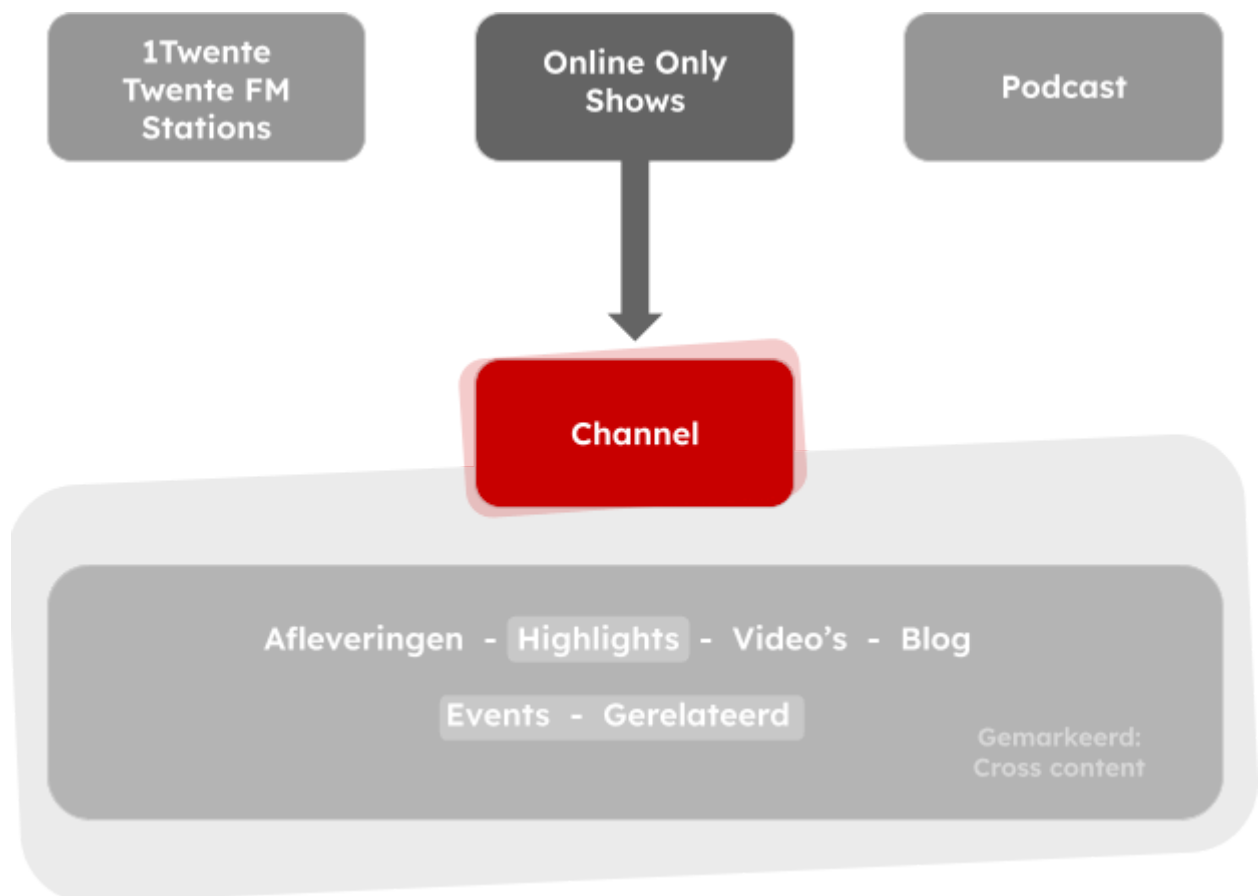 1Twente
Twente FM
Stations
Online Only
Shows
Podcast
Channel
Afleveringen - Highlights - Video’s - Blog
Events - Gerelateerd
Gemarkeerd:
Cross content